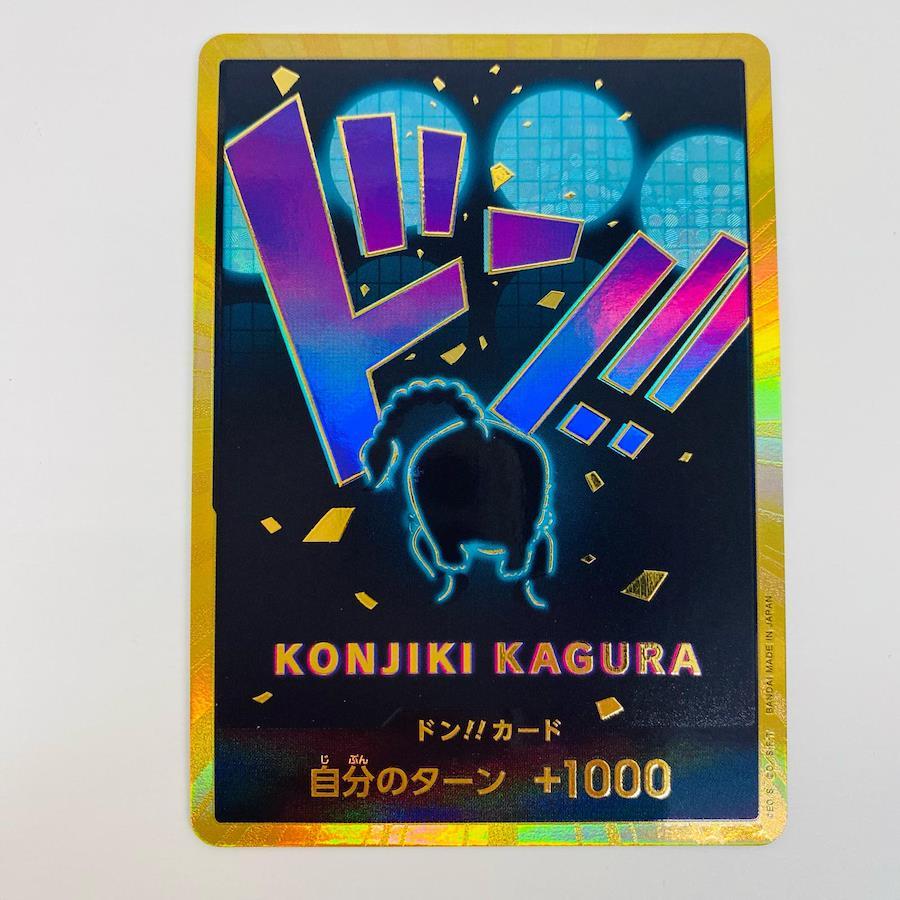 ドン!!
KONJIKI KAGURA
ドン!!カード
じ ぶん
自分のターン +1000
BANDAI MADE IN JAPAN